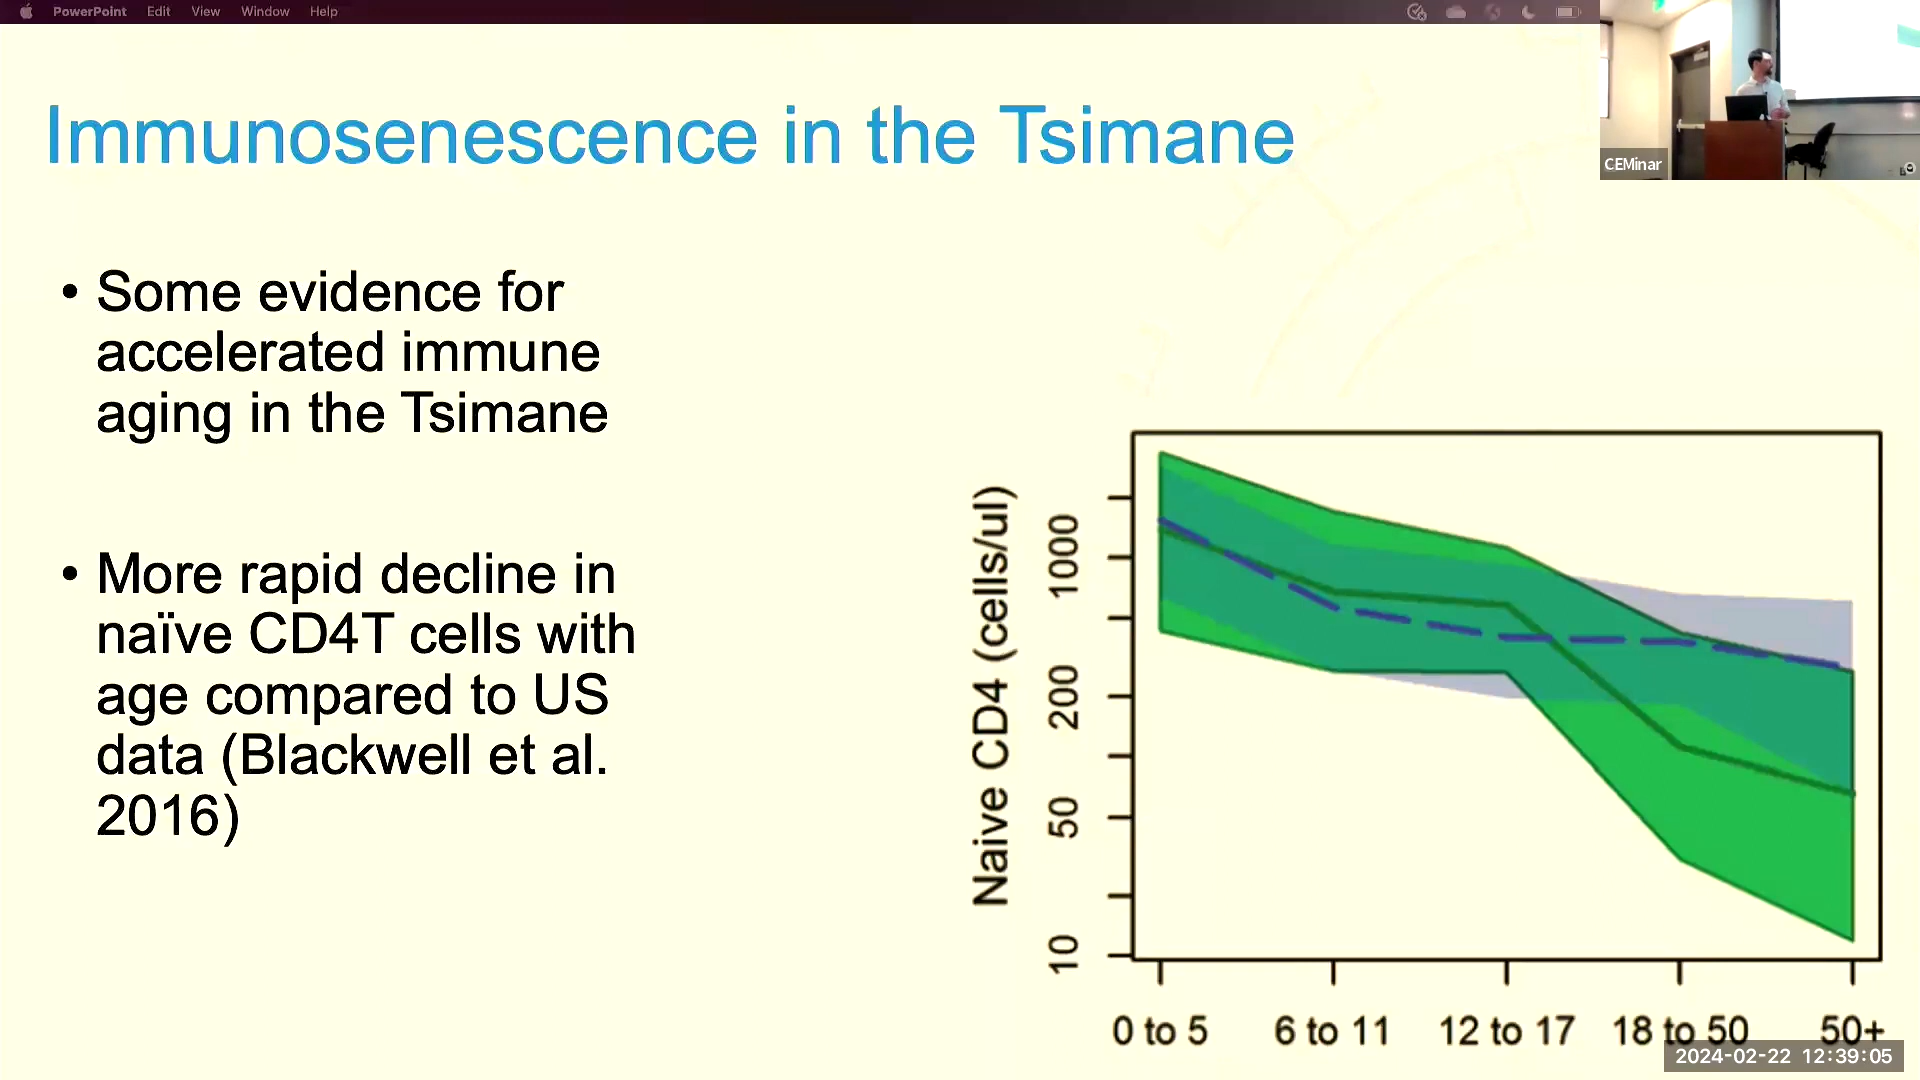 PowerPoint Edit View Window Help
CEMinar
Immunosenescence in the Tsimane
• Some evidence for
accelerated immune
aging in the Tsimane
• More rapid decline in
naïve CD4T cells with
age compared to US
data (Blackwell et al.
2016)
Naive CD4 (cells/ul)
1000
200
50
10
0 to 5 6 to 11 12 to 17 18 to 50 50+
2024-02-22 12:39:05